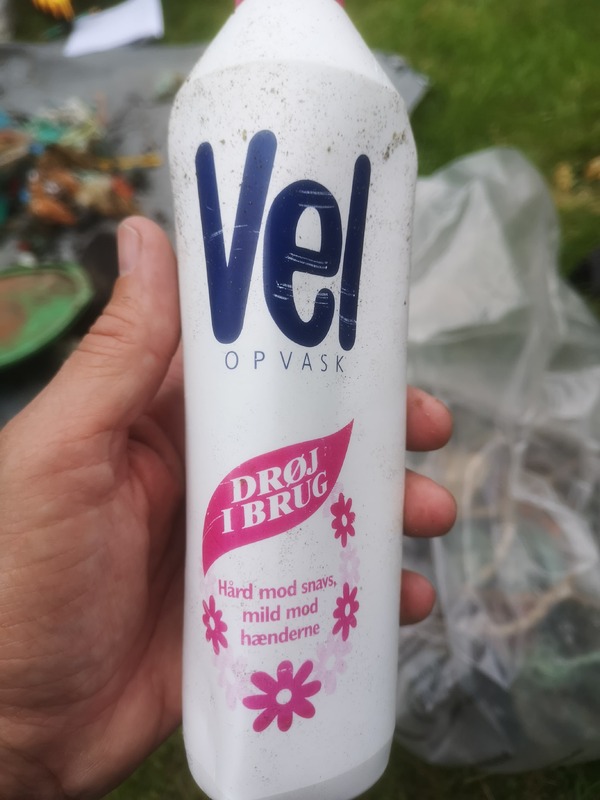 Vel
OPVASK
DRØJ
I BRUG
Hård mod snavs,
mild mod
hænderne